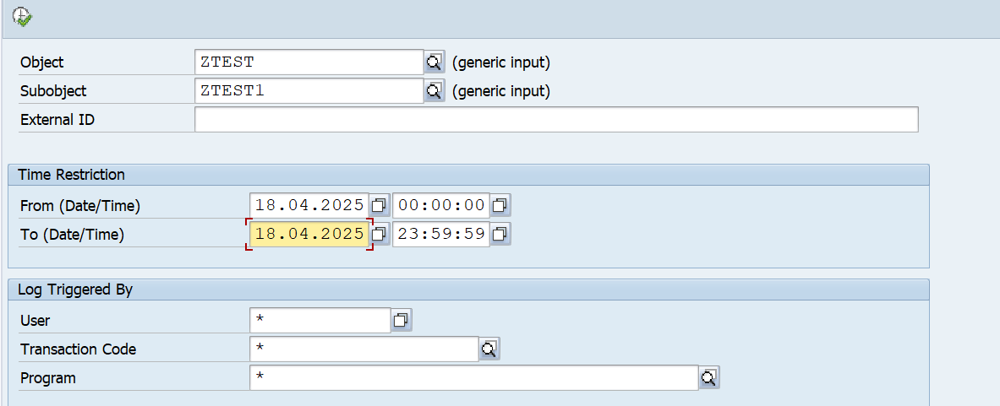 Object ZTEST (generic input)
Subobject ZTEST1 (generic input)
External ID
Time Restriction
From (Date/Time) 18.04.2025 00:00:00
To (Date/Time) 18.04.2025 23:59:59
Log Triggered By
User *
Transaction Code *
Program *